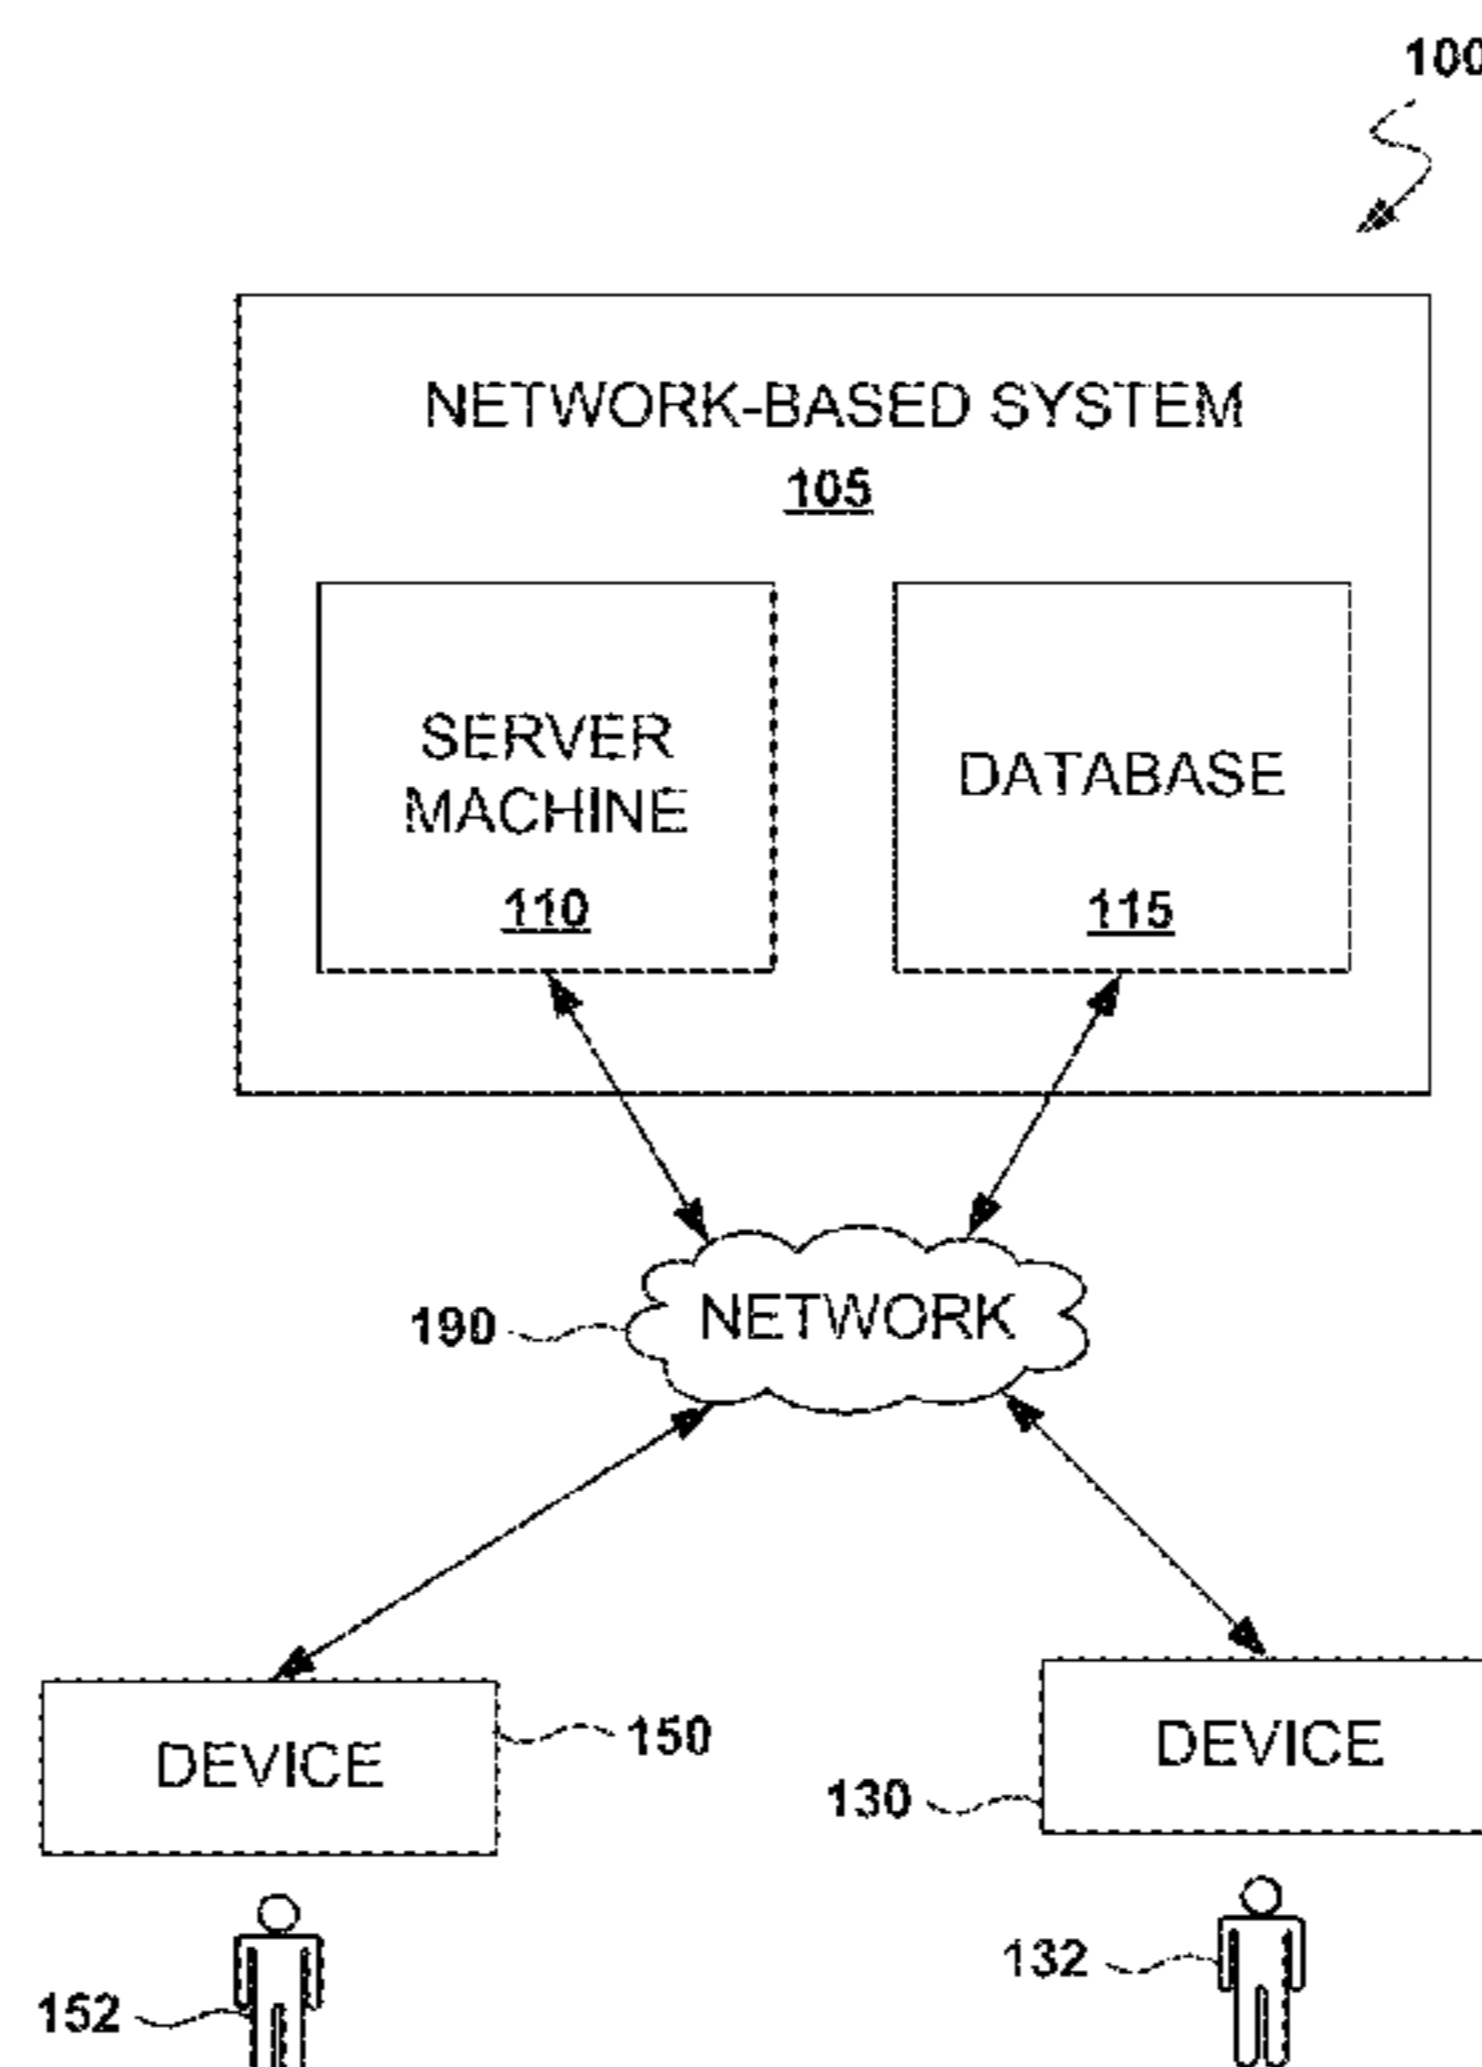 100
NETWORK-BASED SYSTEM
105
SERVER
MACHINE
110
DATABASE
115
190
NETWORK
DEVICE
150
130
DEVICE
152
132